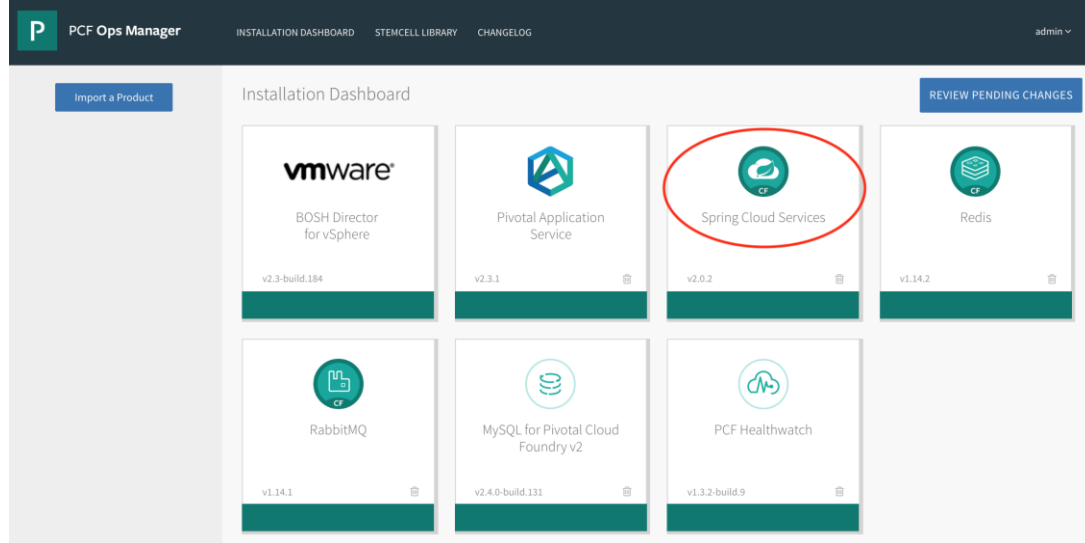 P PCF Ops Manager INSTALLATION DASHBOARD STEMCELL LIBRARY CHANGELOG admin
Import a Product
Installation Dashboard
REVIEW PENDING CHANGES
vmware®
BOSH Director
for vSphere
v2.3-build.184
Pivotal Application
Service
v2.3.1
CF
Spring Cloud Services
v2.0.2
CF
Redis
v1.14.2
CF
RabbitMQ
v1.14.1
MySQL for Pivotal Cloud
Foundry v2
v2.4.0-build.131
PCF Healthwatch
v1.3.2-build.9